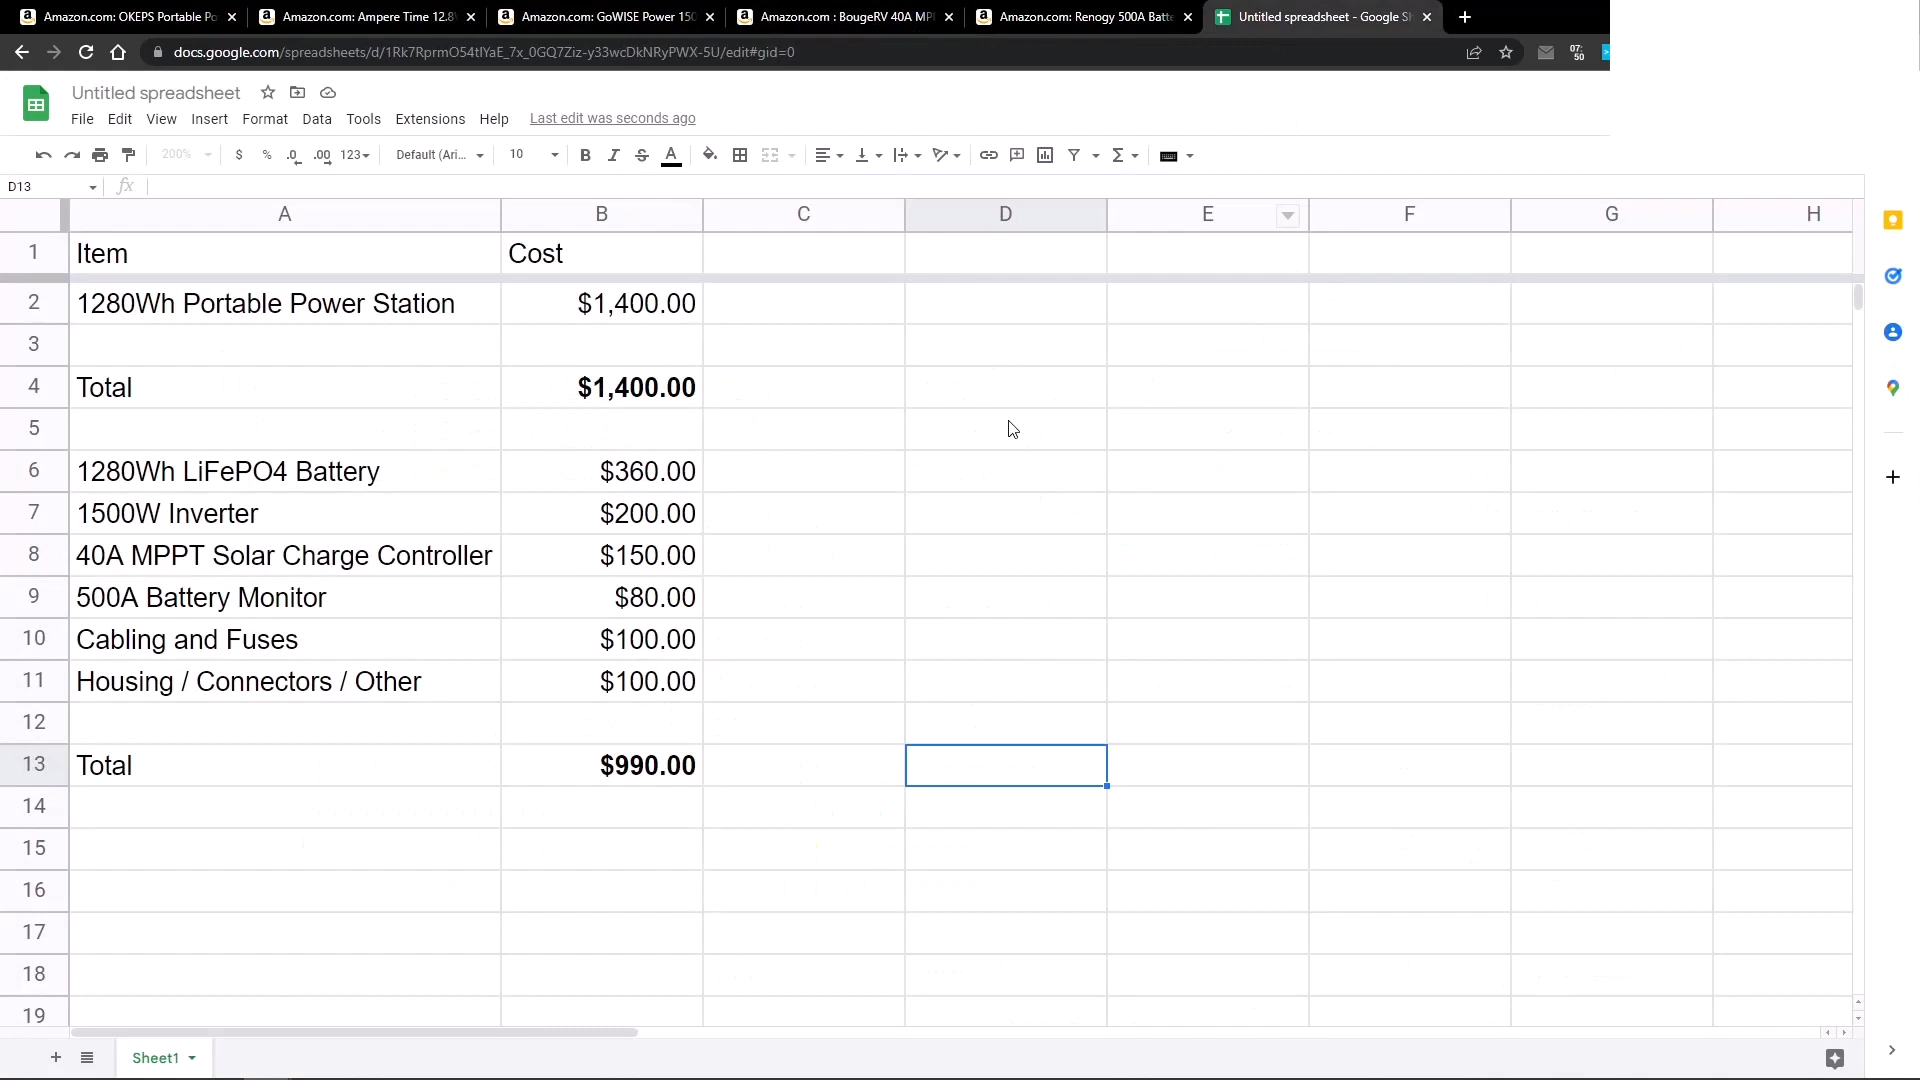 Amazon.com: OKEPS Portable Po
Amazon.com: Ampere Time 12.8V
Amazon.com: GoWISE Power 150
Amazon.com : BougeRV 40A MP
Amazon.com: Renogy 500A Batte
Untitled spreadsheet - Google Sh
docs.google.com/spreadsheets/d/1Rk7RprmO54tIYaE_7x_0GQ7Ziz-y33wcDkNRyPWX-5U/edit#gid=0
07:
50
Untitled spreadsheet
File Edit View Insert Format Data Tools Extensions Help Last edit was seconds ago
200% $ % .0 .00 123 Default (Ari... 10 B I S A
D13 fx
A B C D E F G H
1 Item Cost
2 1280Wh Portable Power Station $1,400.00
3
4 Total $1,400.00
5
6 1280Wh LiFePO4 Battery $360.00
7 1500W Inverter $200.00
8 40A MPPT Solar Charge Controller $150.00
9 500A Battery Monitor $80.00
10 Cabling and Fuses $100.00
11 Housing / Connectors / Other $100.00
12
13 Total $990.00
14
15
16
17
18
19
Sheet1